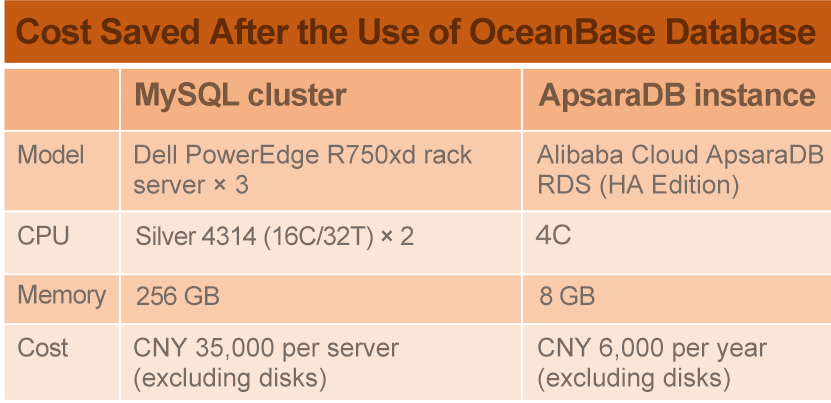 Cost Saved After the Use of OceanBase Database
MySQL cluster
ApsaraDB instance
Model
Dell PowerEdge R750xd rack
server × 3
Alibaba Cloud ApsaraDB
RDS (HA Edition)
CPU
Silver 4314 (16C/32T) × 2
4C
Memory
256 GB
8 GB
Cost
CNY 35,000 per server
(excluding disks)
CNY 6,000 per year
(excluding disks)